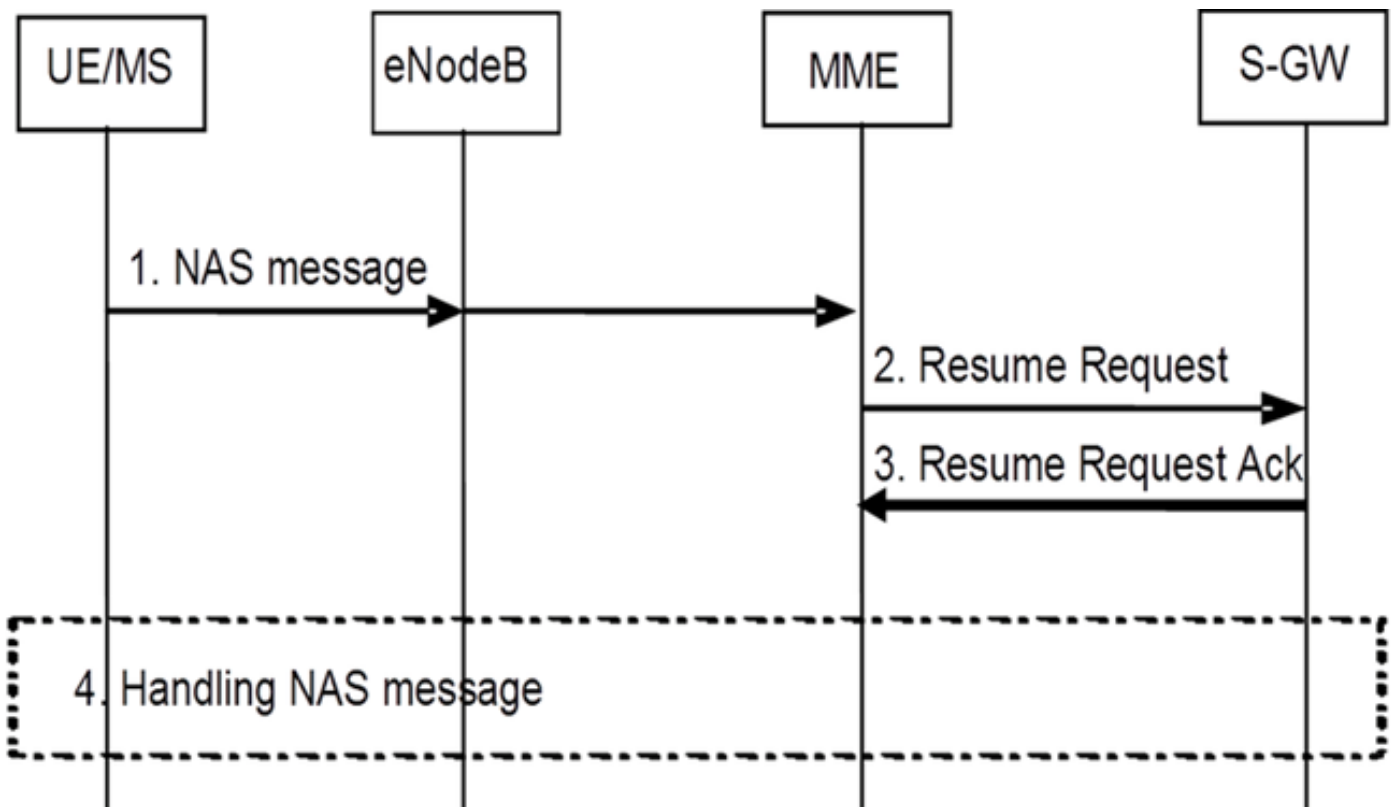 UE/MS
eNodeB
MME
S-GW
1. NAS message
2. Resume Request
3. Resume Request Ack
4. Handling NAS message